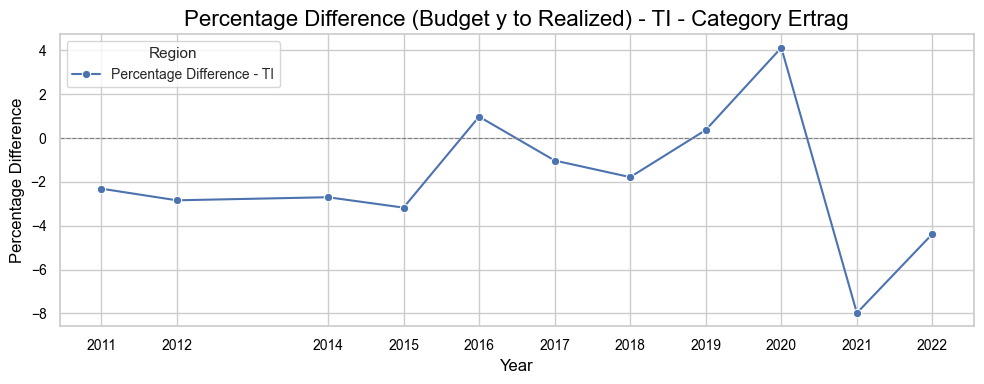 Percentage Difference (Budget y to Realized) - TI - Category Ertrag
Region
Percentage Difference - TI
Percentage Difference
4
2
0
−2
−4
−6
−8
2011 2012 2014 2015 2016 2017 2018 2019 2020 2021 2022
Year